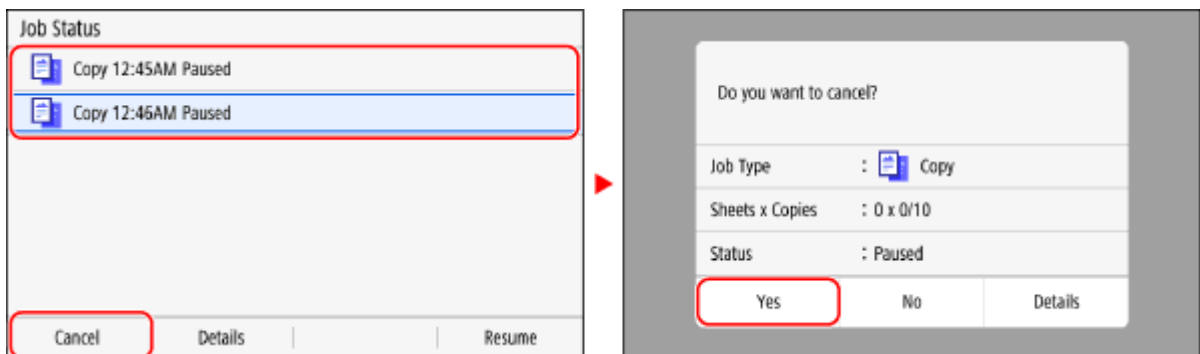 Job Status
Copy 12:45AM Paused
Copy 12:46AM Paused
Cancel Details Resume
Do you want to cancel?
Job Type : Copy
Sheets x Copies : 0 x 0/10
Status : Paused
Yes No Details